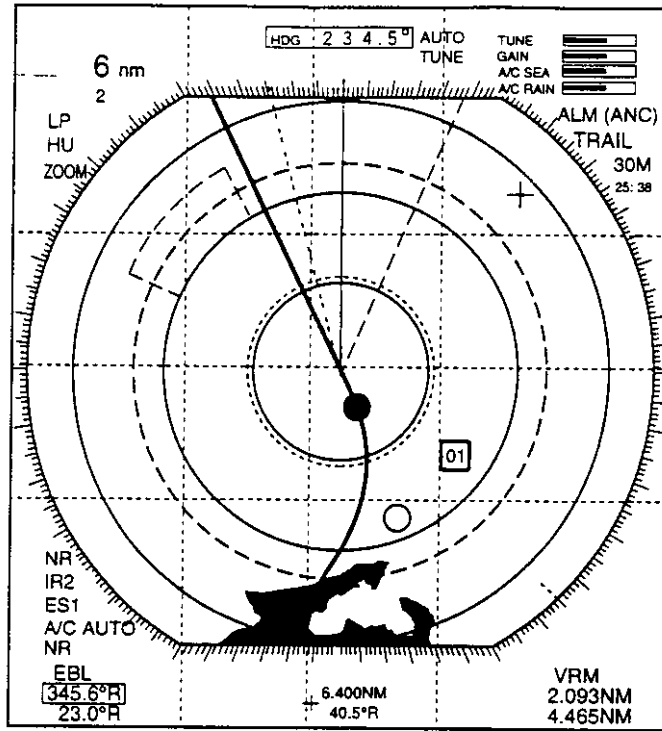 HDG 234.5° AUTO
TUNE
TUNE
GAIN
A/C SEA
A/C RAIN
6 nm
2
LP
HU
ZOOM
ALM (ANC)
TRAIL
30M
25:38
01
NR
IR2
ES1
A/C AUTO
NR
EBL
345.6°R
23.0°R
6.400NM
40.5°R
VRM
2.093NM
4.465NM